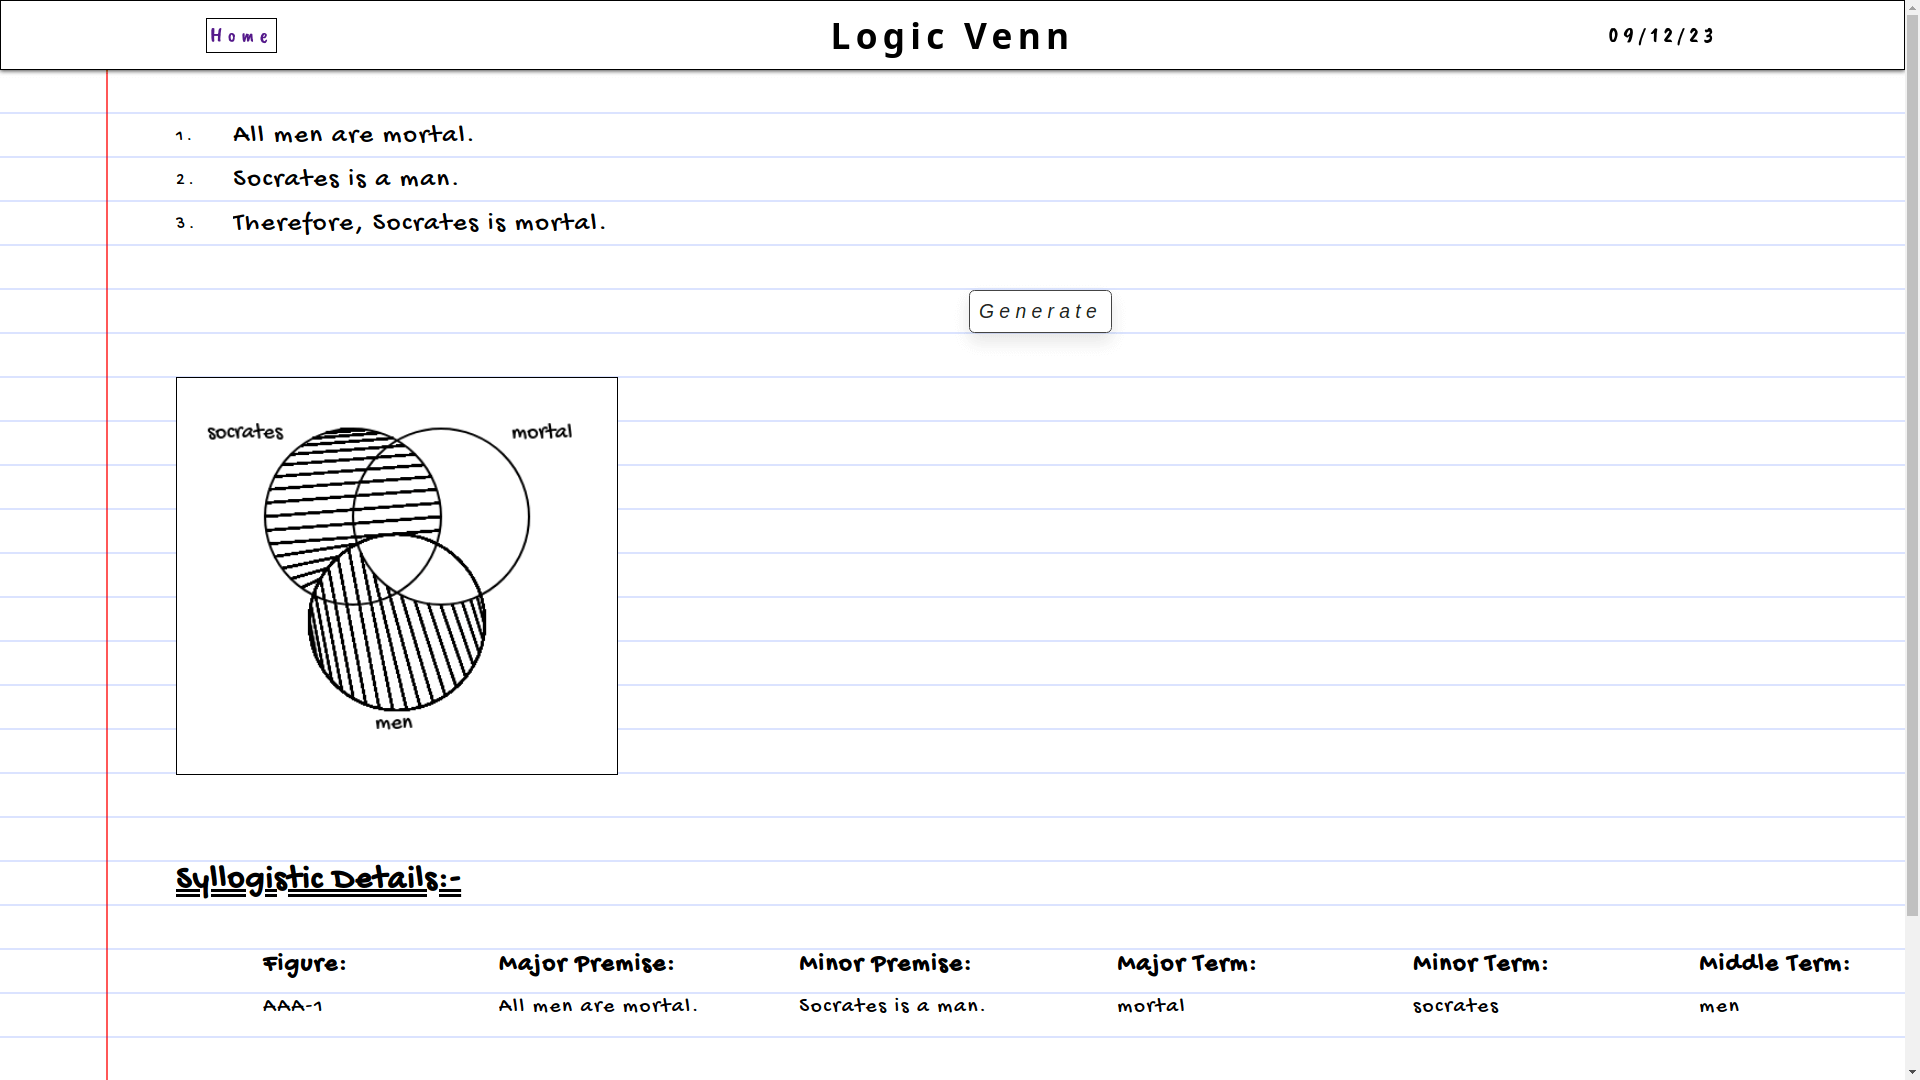 Home
Logic Venn
09/12/23
1. All men are mortal.
2. Socrates is a man.
3. Therefore, Socrates is mortal.
Generate
socrates
mortal
men
Syllogistic Details:-
Figure: Major Premise: Minor Premise: Major Term: Minor Term: Middle Term:
AAA-1 All men are mortal. Socrates is a man. mortal socrates men